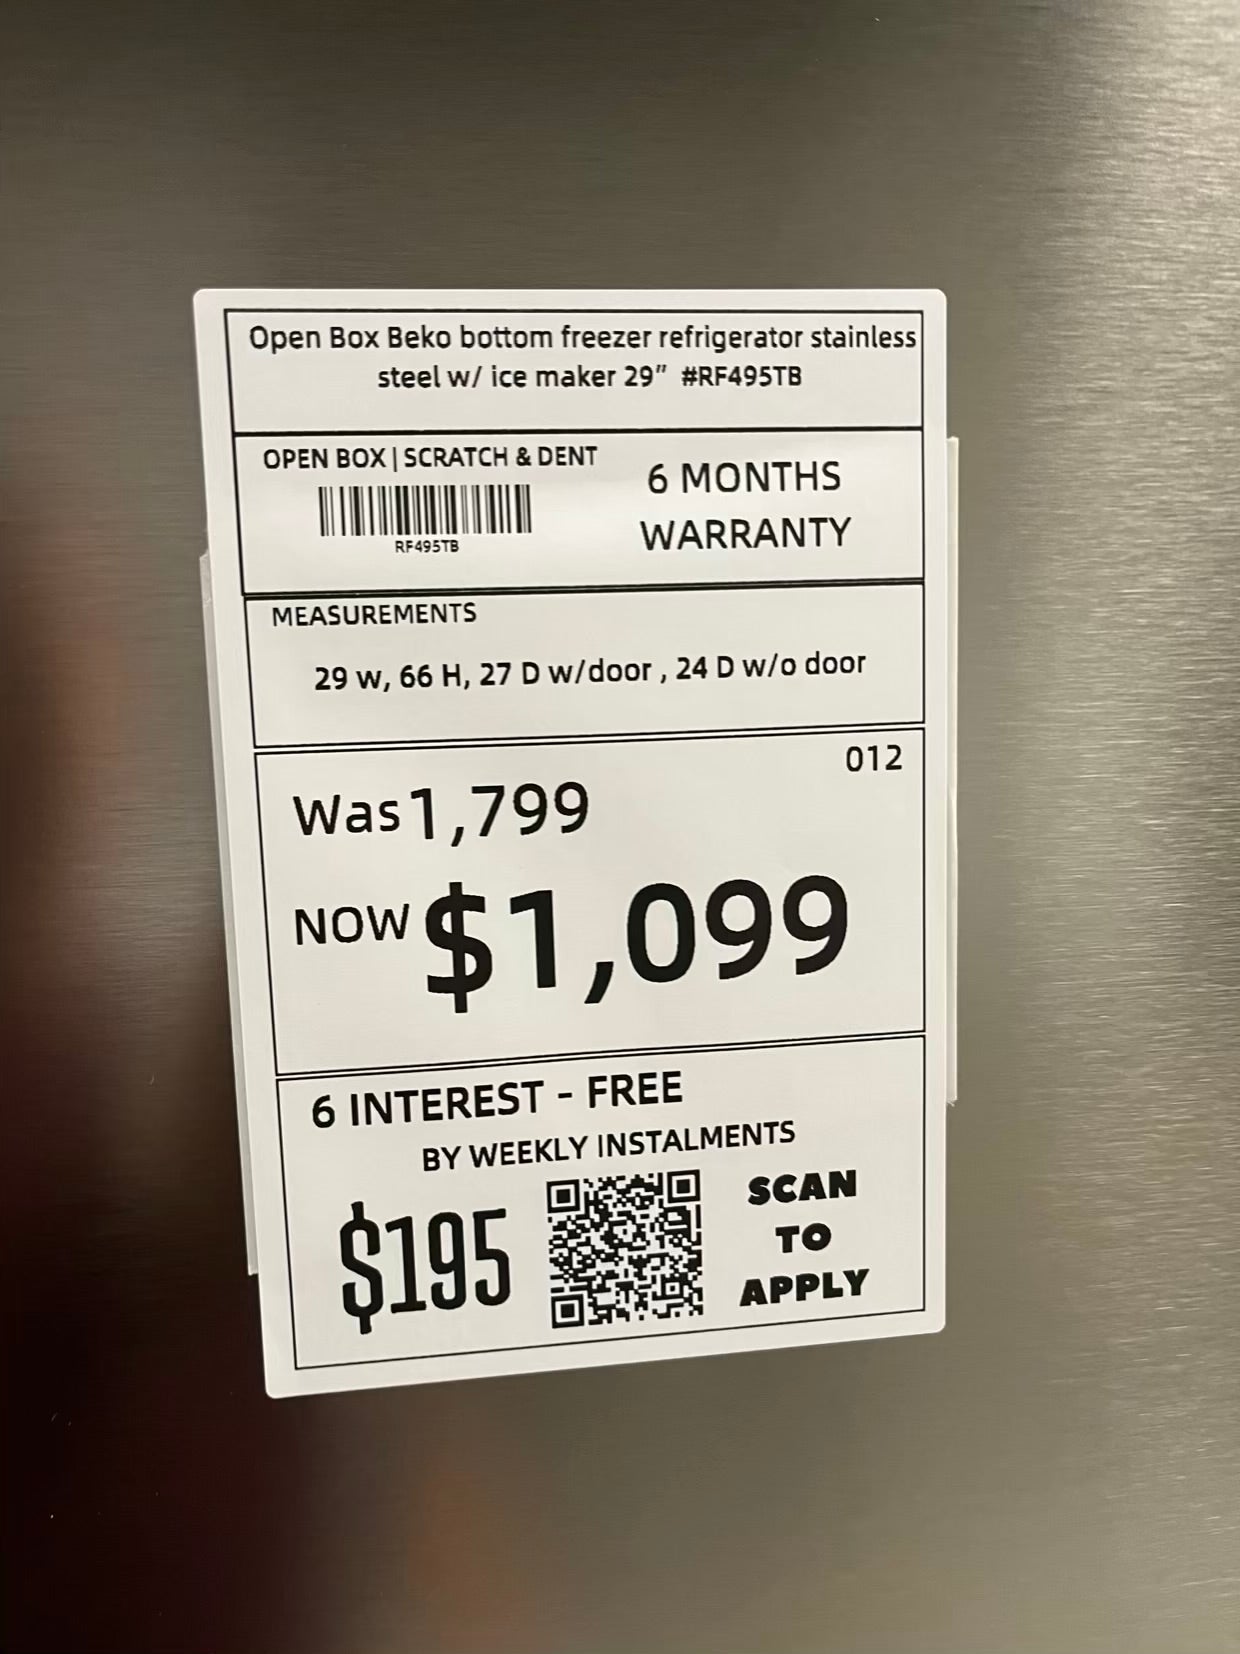 Open Box Beko bottom freezer refrigerator stainless
steel w/ ice maker 29" #RF495TB
OPEN BOX | SCRATCH & DENT
RF495TB
6 MONTHS
WARRANTY
MEASUREMENTS
29 w, 66 H, 27 D w/door , 24 D w/o door
012
Was 1,799
NOW $1,099
6 INTEREST - FREE
BY WEEKLY INSTALMENTS
$195
SCAN
TO
APPLY